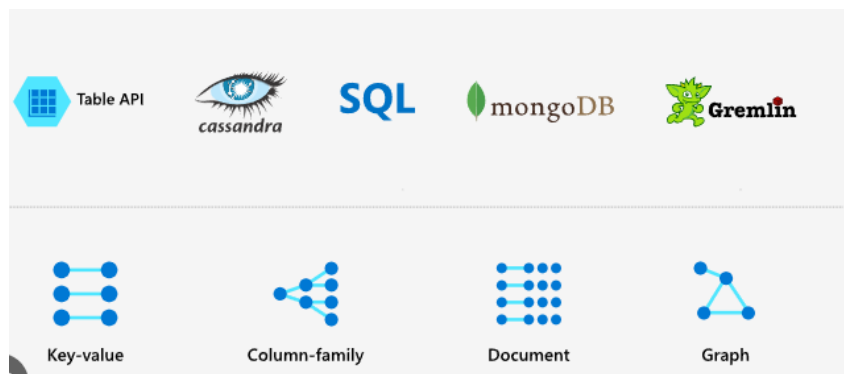 Table API
cassandra
SQL
mongoDB
Gremlin
Key-value
Column-family
Document
Graph